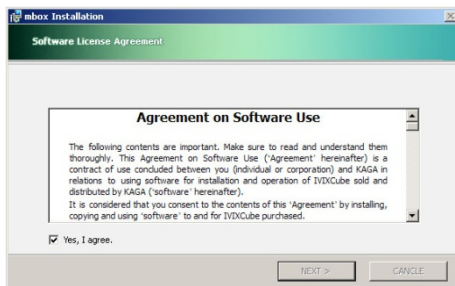 mbox Installation
Software License Agreement
Agreement on Software Use
The following contents are important. Make sure to read and understand them
thoroughly. This Agreement on Software Use ('Agreement' hereinafter) is a
contract of use concluded between you (individual or corporation) and KAGA in
relations to using software for installation and operation of IVIXCube sold and
distributed by KAGA ('software' hereinafter).
It is considered that you consent to the contents of this 'Agreement' by installing,
copying and using 'software' to and for IVIXCube purchased.
Yes, I agree.
NEXT >
CANCLE